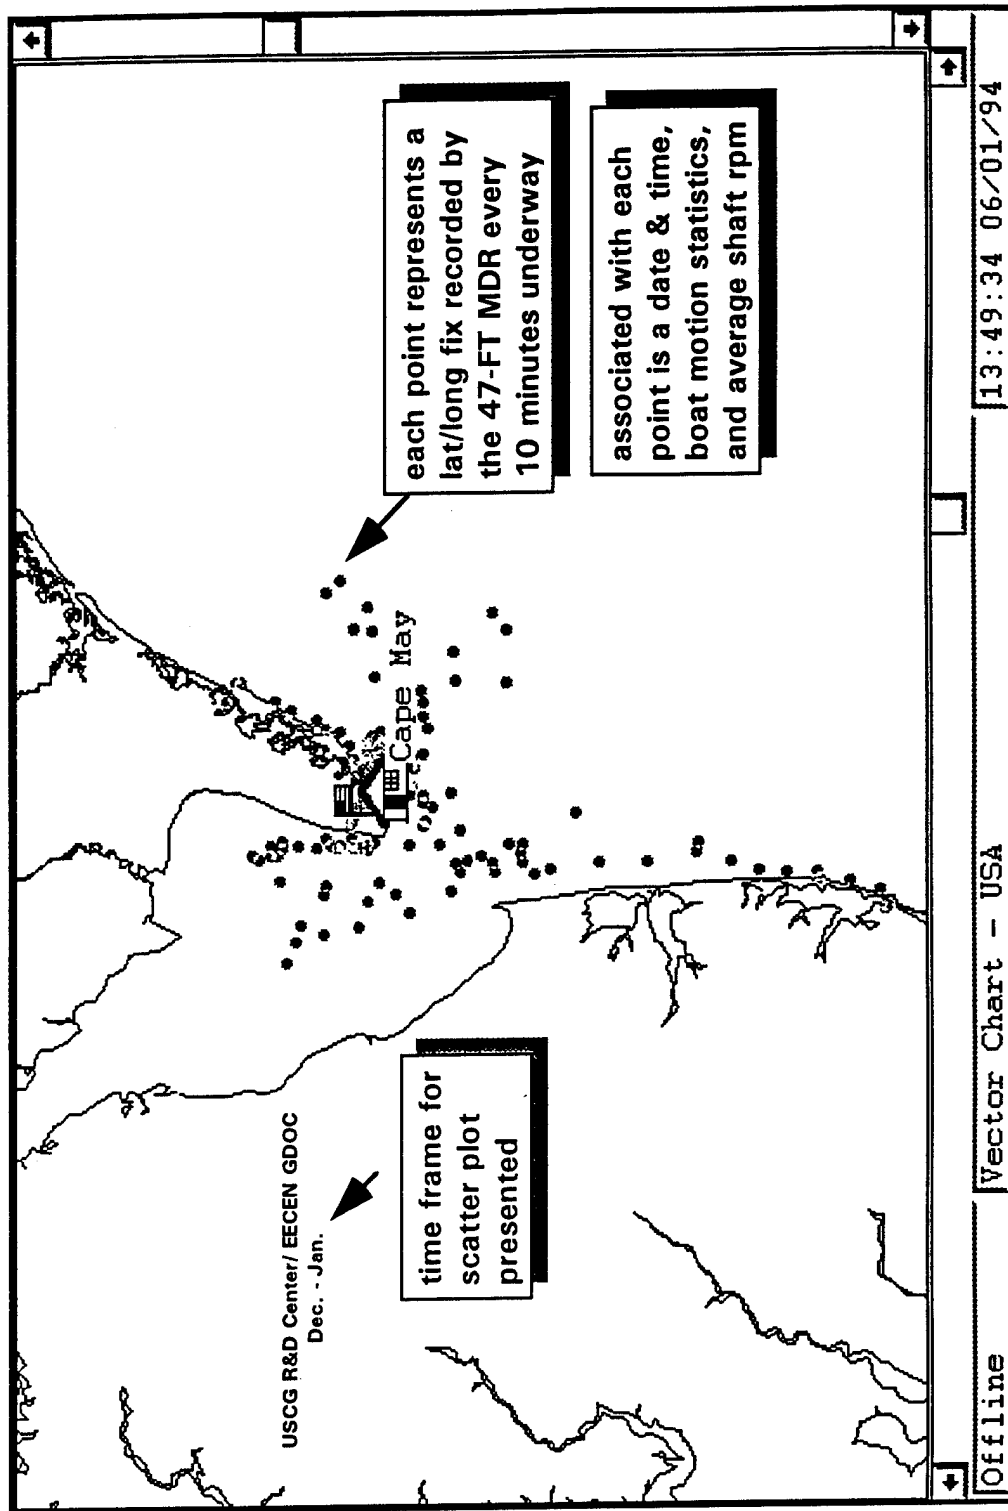 each point represents a
lat/long fix recorded by
the 47-FT MDR every
10 minutes underway
associated with each
point is a date & time,
boat motion statistics,
and average shaft rpm
Cape May
USCG R&D Center/ EECEN GDOC
Dec. - Jan.
time frame for
scatter plot
presented
Offline
Vector Chart - USA
13:49:34 06/01/94